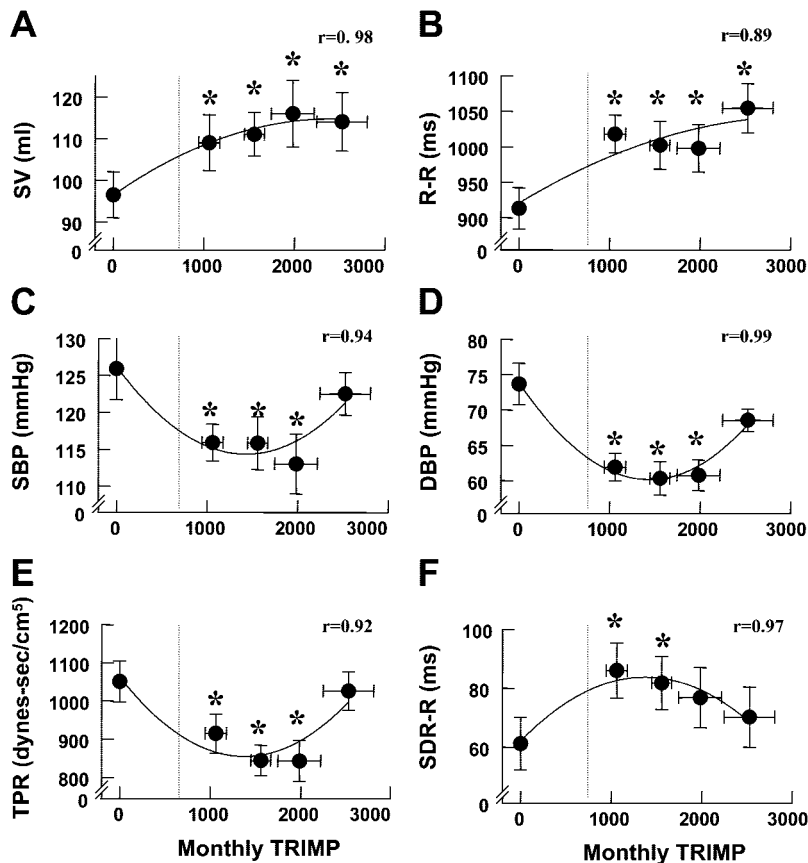 A
r=0. 98
* * * *
SV (ml)
120
110
100
90
0
0 1000 2000 3000
B
r=0.89
* * * *
R-R (ms)
1100
1050
1000
950
900
0
0 1000 2000 3000
C
r=0.94
* * *
SBP (mmHg)
130
125
120
115
110
0
0 1000 2000 3000
D
r=0.99
* * *
DBP (mmHg)
80
75
70
65
60
0
0 1000 2000 3000
E
r=0.92
* * *
TPR (dynes-sec/cm⁵)
1200
1100
1000
900
800
0
0 1000 2000 3000
Monthly TRIMP
F
r=0.97
* *
SDR-R (ms)
100
80
60
0
0 1000 2000 3000
Monthly TRIMP